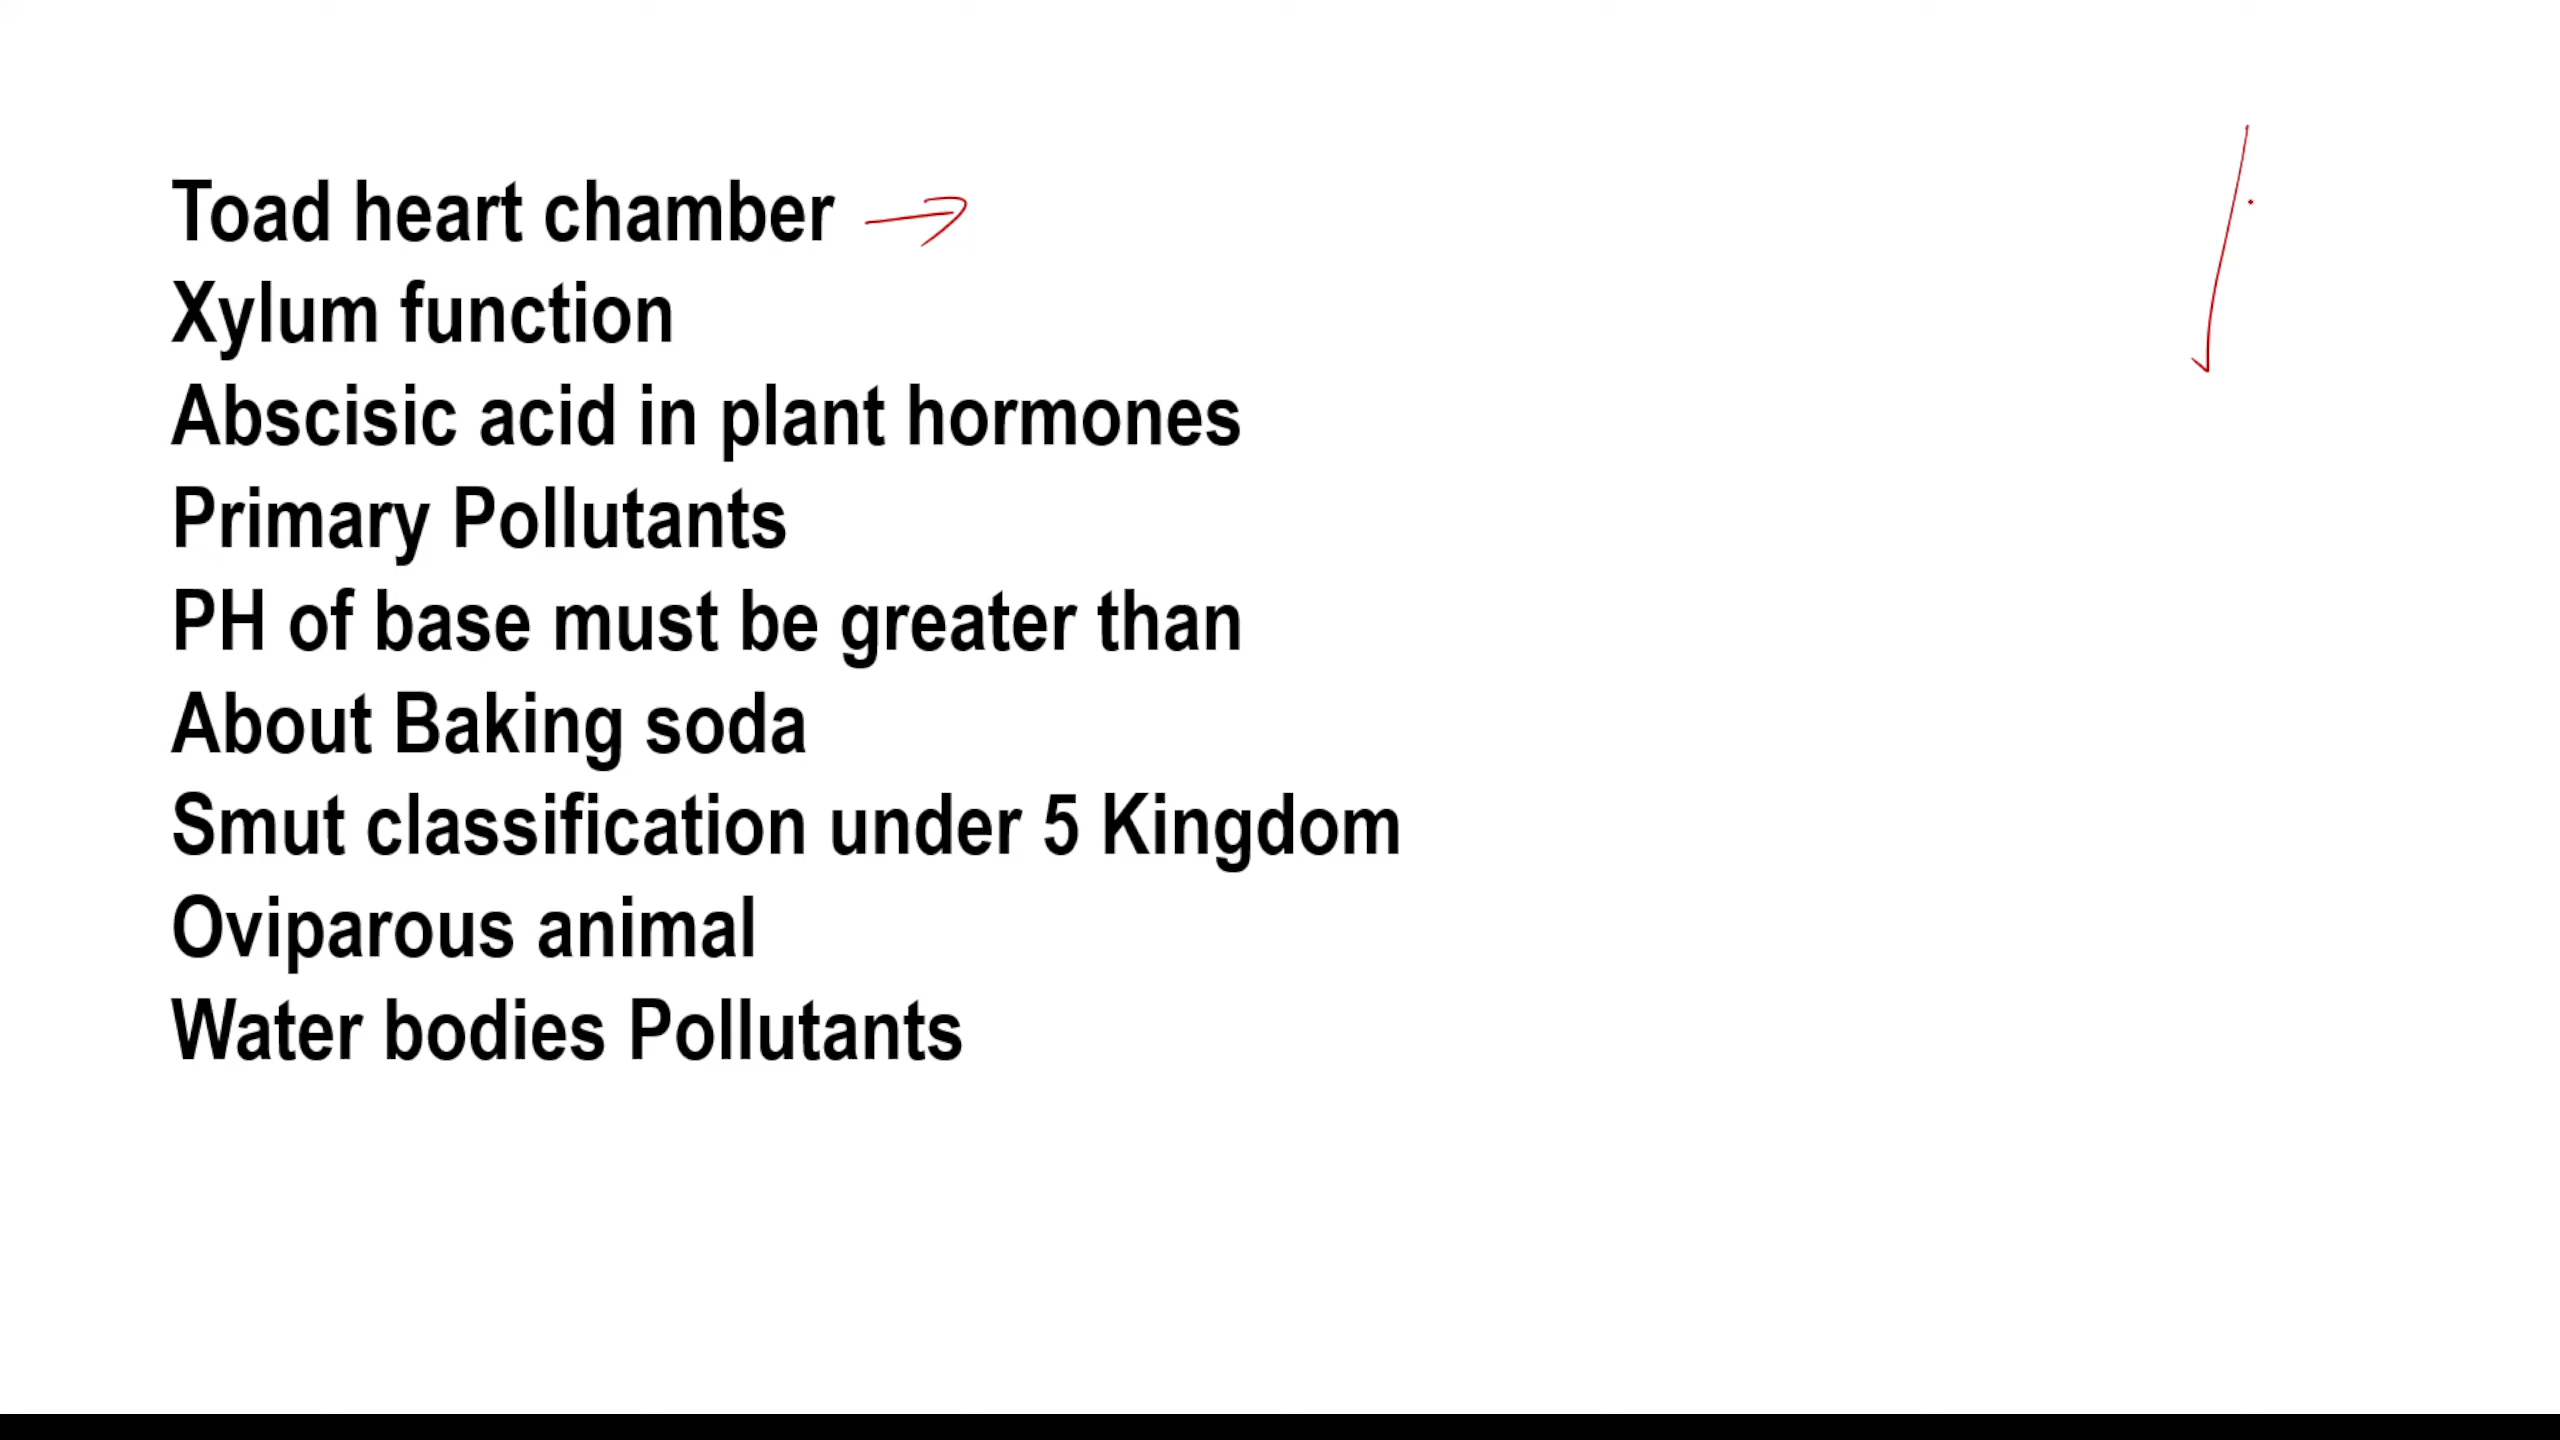 Toad heart chamber
Xylum function
Abscisic acid in plant hormones
Primary Pollutants
PH of base must be greater than
About Baking soda
Smut classification under 5 Kingdom
Oviparous animal
Water bodies Pollutants